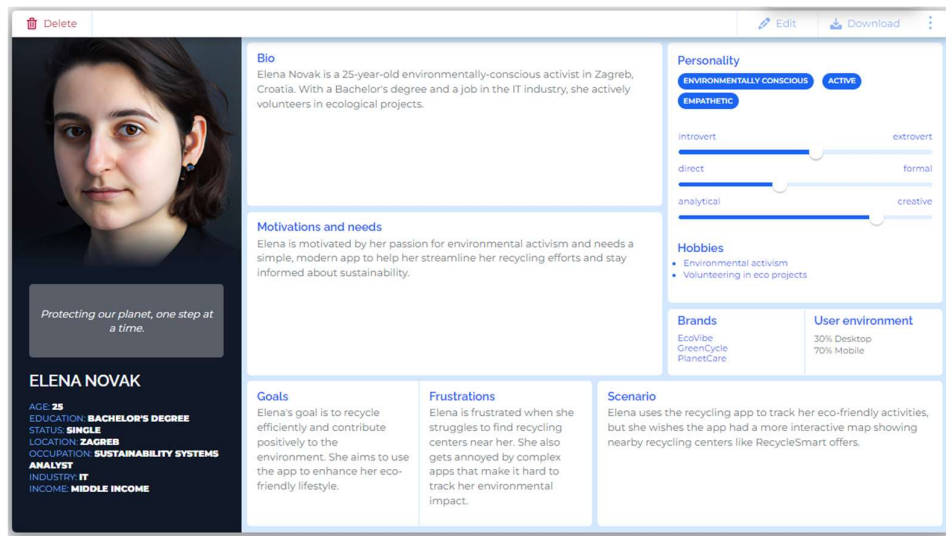 Delete
Edit
Download
Protecting our planet, one step at
a time.
ELENA NOVAK
AGE: 25
EDUCATION: BACHELOR'S DEGREE
STATUS: SINGLE
LOCATION: ZAGREB
OCCUPATION: SUSTAINABILITY SYSTEMS
ANALYST
INDUSTRY: IT
INCOME: MIDDLE INCOME
Bio
Elena Novak is a 25-year-old environmentally-conscious activist in Zagreb,
Croatia. With a Bachelor's degree and a job in the IT industry, she actively
volunteers in ecological projects.
Motivations and needs
Elena is motivated by her passion for environmental activism and needs a
simple, modern app to help her streamline her recycling efforts and stay
informed about sustainability.
Goals
Elena's goal is to recycle
efficiently and contribute
positively to the
environment. She aims to use
the app to enhance her eco-
friendly lifestyle.
Frustrations
Elena is frustrated when she
struggles to find recycling
centers near her. She also
gets annoyed by complex
apps that make it hard to
track her environmental
impact.
Personality
ENVIRONMENTALLY CONSCIOUS
ACTIVE
EMPATHETIC
introvert extrovert
direct formal
analytical creative
Hobbies
Environmental activism
Volunteering in eco projects
Brands
EcoVibe
GreenCycle
PlanetCare
User environment
30% Desktop
70% Mobile
Scenario
Elena uses the recycling app to track her eco-friendly activities,
but she wishes the app had a more interactive map showing
nearby recycling centers like RecycleSmart offers.